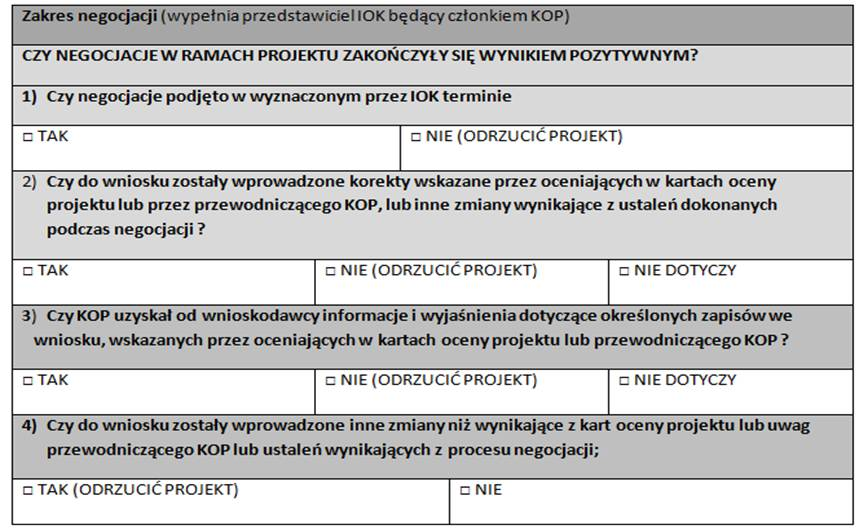 Zakres negocjacji (wypełnia przedstawiciel IOK będący członkiem KOP)
CZY NEGOCJACJE W RAMACH PROJEKTU ZAKOŃCZYŁY SIĘ WYNIKIEM POZYTYWNYM?
1) Czy negocjacje podjęto w wyznaczonym przez IOK terminie
□ TAK □ NIE (ODRZUCIĆ PROJEKT)
2) Czy do wniosku zostały wprowadzone korekty wskazane przez oceniających w kartach oceny
projektu lub przez przewodniczącego KOP, lub inne zmiany wynikające z ustaleń dokonanych
podczas negocjacji ?
□ TAK □ NIE (ODRZUCIĆ PROJEKT) □ NIE DOTYCZY
3) Czy KOP uzyskał od wnioskodawcy informacje i wyjaśnienia dotyczące określonych zapisów we
wniosku, wskazanych przez oceniających w kartach oceny projektu lub przewodniczącego KOP ?
□ TAK □ NIE (ODRZUCIĆ PROJEKT) □ NIE DOTYCZY
4) Czy do wniosku zostały wprowadzone inne zmiany niż wynikające z kart oceny projektu lub uwag
przewodniczącego KOP lub ustaleń wynikających z procesu negocjacji;
□ TAK (ODRZUCIĆ PROJEKT) □ NIE